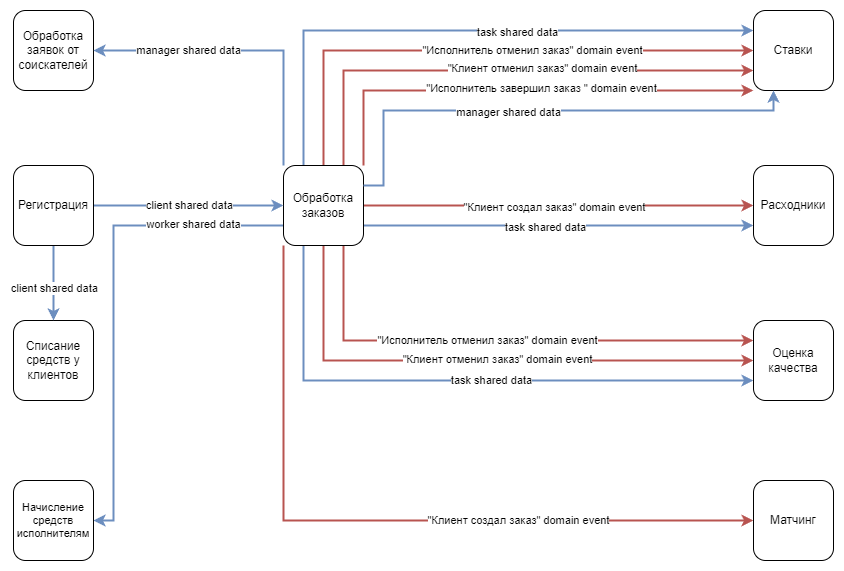 Обработка
заявок от
соискателей
manager shared data
task shared data
"Исполнитель отменил заказ" domain event
"Клиент отменил заказ" domain event
"Исполнитель завершил заказ " domain event
manager shared data
Ставки
Регистрация
client shared data
worker shared data
Обработка
заказов
"Клиент создал заказ" domain event
task shared data
Расходники
client shared data
Списание
средств у
клиентов
"Исполнитель отменил заказ" domain event
"Клиент отменил заказ" domain event
task shared data
Оценка
качества
Начисление
средств
исполнителям
"Клиент создал заказ" domain event
Матчинг